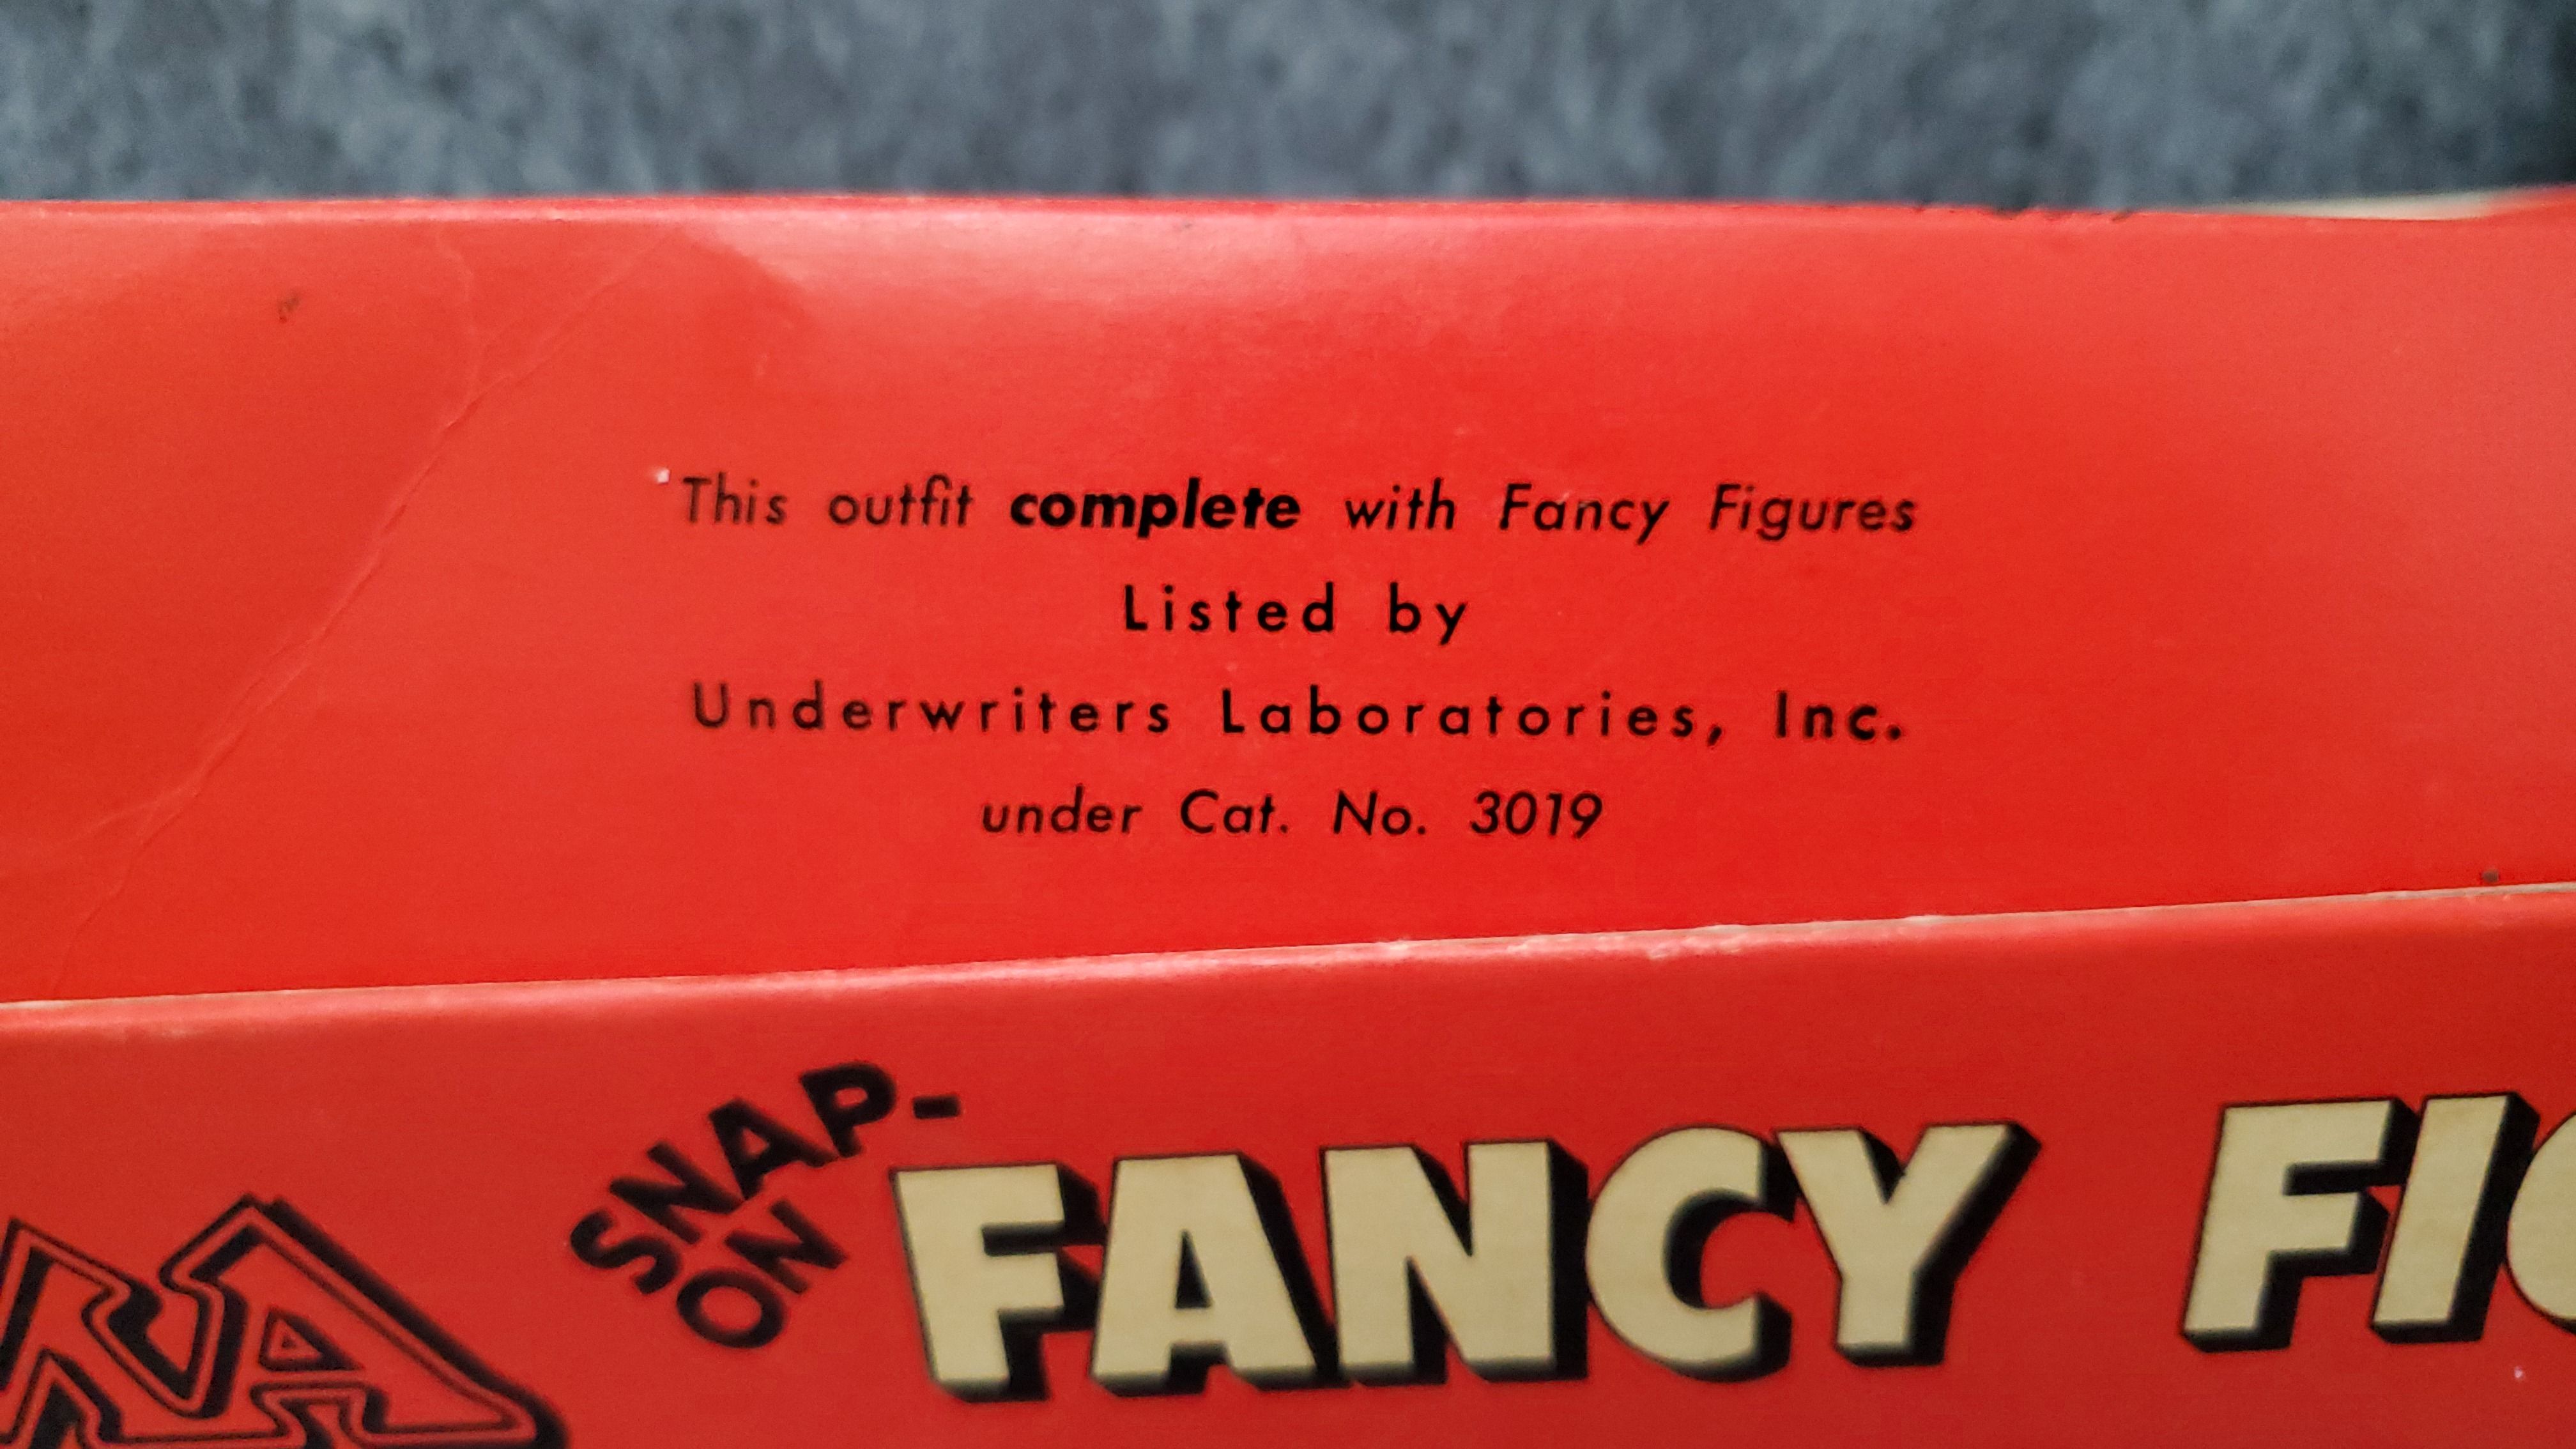 This outfit complete with Fancy Figures
Listed by
Underwriters Laboratories, Inc.
under Cat. No. 3019
SNAP-
ON
FANCY